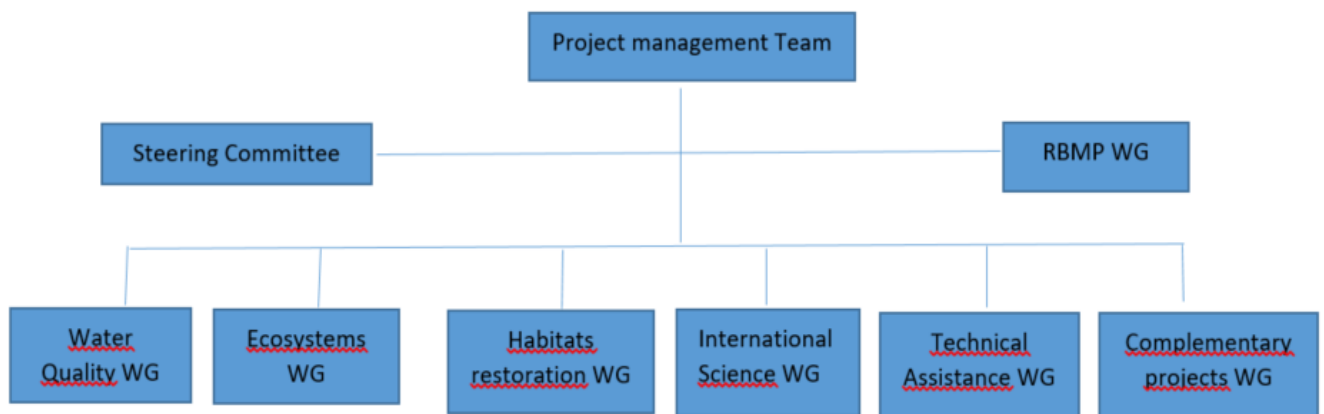 Project management Team
Steering Committee
RBMP WG
Water
Quality WG
Ecosystems
WG
Habitats
restoration WG
International
Science WG
Technical
Assistance WG
Complementary
projects WG